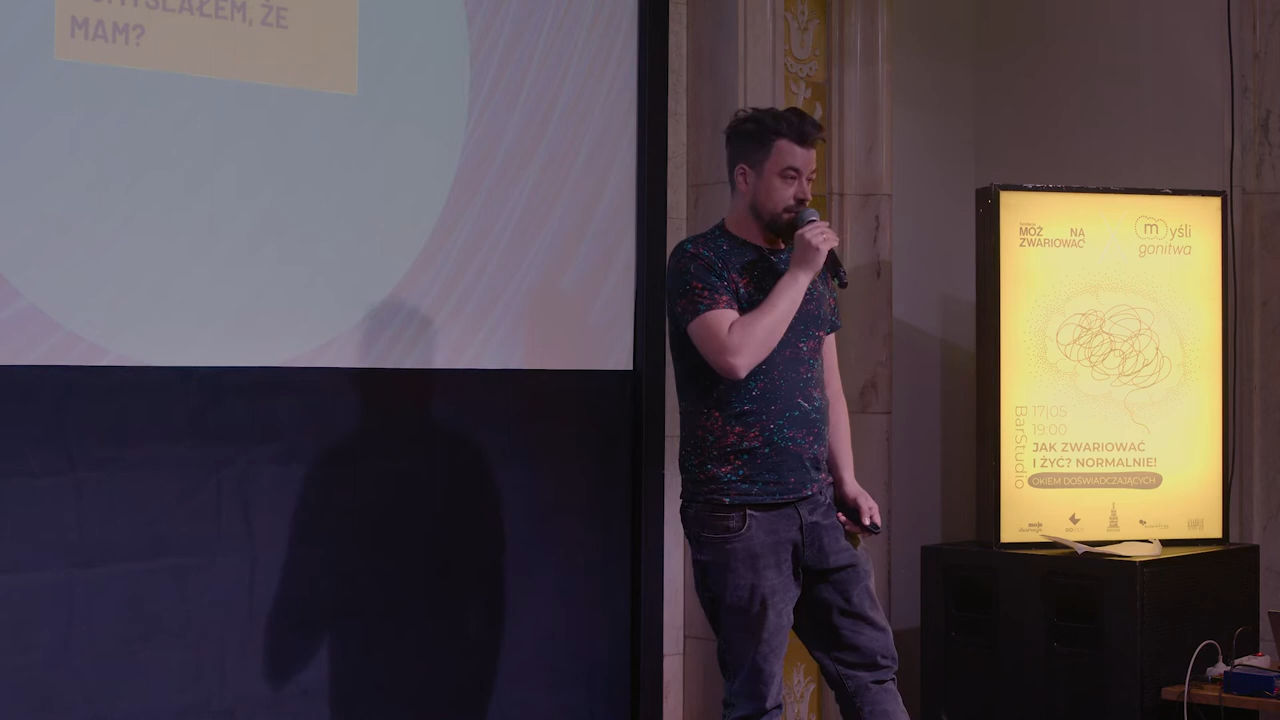 MAM?
MOŻ NA
ZWARIOWAĆ
myśli
gonitwa
BarStudio
17|05
19:00
JAK ZWARIOWAĆ
I ŻYĆ? NORMALNIE!
OKIEM DOŚWIADCZAJĄCYCH